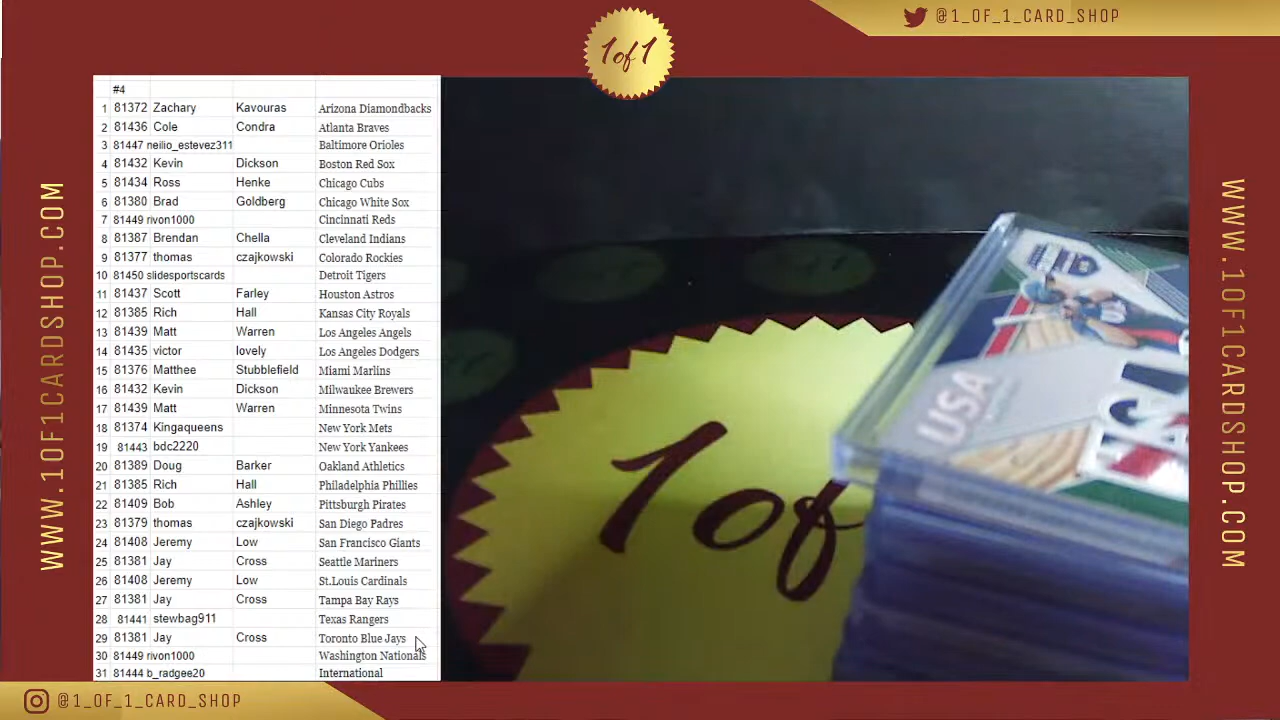 1of1
@1_OF_1_CARD_SHOP
#4
1 81372 Zachary Kavouras Arizona Diamondbacks
2 81436 Cole Condra Atlanta Braves
3 81447 neilio_estevez311 Baltimore Orioles
4 81432 Kevin Dickson Boston Red Sox
5 81434 Ross Henke Chicago Cubs
6 81380 Brad Goldberg Chicago White Sox
7 81449 rivon1000 Cincinnati Reds
8 81387 Brendan Chella Cleveland Indians
9 81377 thomas czajkowski Colorado Rockies
10 81450 slidesportscards Detroit Tigers
11 81437 Scott Farley Houston Astros
12 81385 Rich Hall Kansas City Royals
13 81439 Matt Warren Los Angeles Angels
14 81435 victor lovely Los Angeles Dodgers
15 81376 Matthee Stubblefield Miami Marlins
16 81432 Kevin Dickson Milwaukee Brewers
17 81439 Matt Warren Minnesota Twins
18 81374 Kingaqueens New York Mets
19 81443 bdc2220 New York Yankees
20 81389 Doug Barker Oakland Athletics
21 81385 Rich Hall Philadelphia Phillies
22 81409 Bob Ashley Pittsburgh Pirates
23 81379 thomas czajkowski San Diego Padres
24 81408 Jeremy Low San Francisco Giants
25 81381 Jay Cross Seattle Mariners
26 81408 Jeremy Low St.Louis Cardinals
27 81381 Jay Cross Tampa Bay Rays
28 81441 stewbag911 Texas Rangers
29 81381 Jay Cross Toronto Blue Jays
30 81449 rivon1000 Washington Nationals
31 81444 b_radgee20 International
WWW.1OF1CARDSHOP.COM
1 of
USA
WWW.1OF1CARDSHOP.COM
@1_OF_1_CARD_SHOP